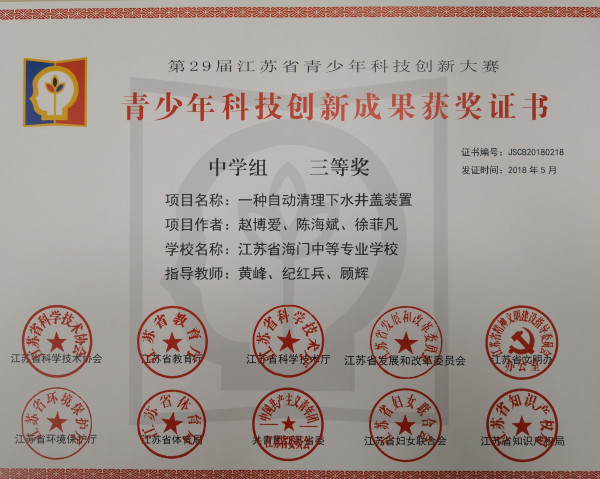 第29届江苏省青少年科技创新大赛
青少年科技创新成果获奖证书
证书编号：JSCB20180218
发证时间：2018 年 5 月
中学组 三等奖
项目名称：一种自动清理下水井盖装置
项目作者：赵博爱、陈海斌、徐菲凡
学校名称：江苏省海门中等专业学校
指导教师：黄峰、纪红兵、顾辉
江苏省科学技术协会
江苏省教育厅
江苏省科学技术厅
江苏省发展和改革委员会
江苏省文明办
江苏省环境保护厅
江苏省体育局
共青团江苏省委
江苏省妇女联合会
江苏省知识产权局